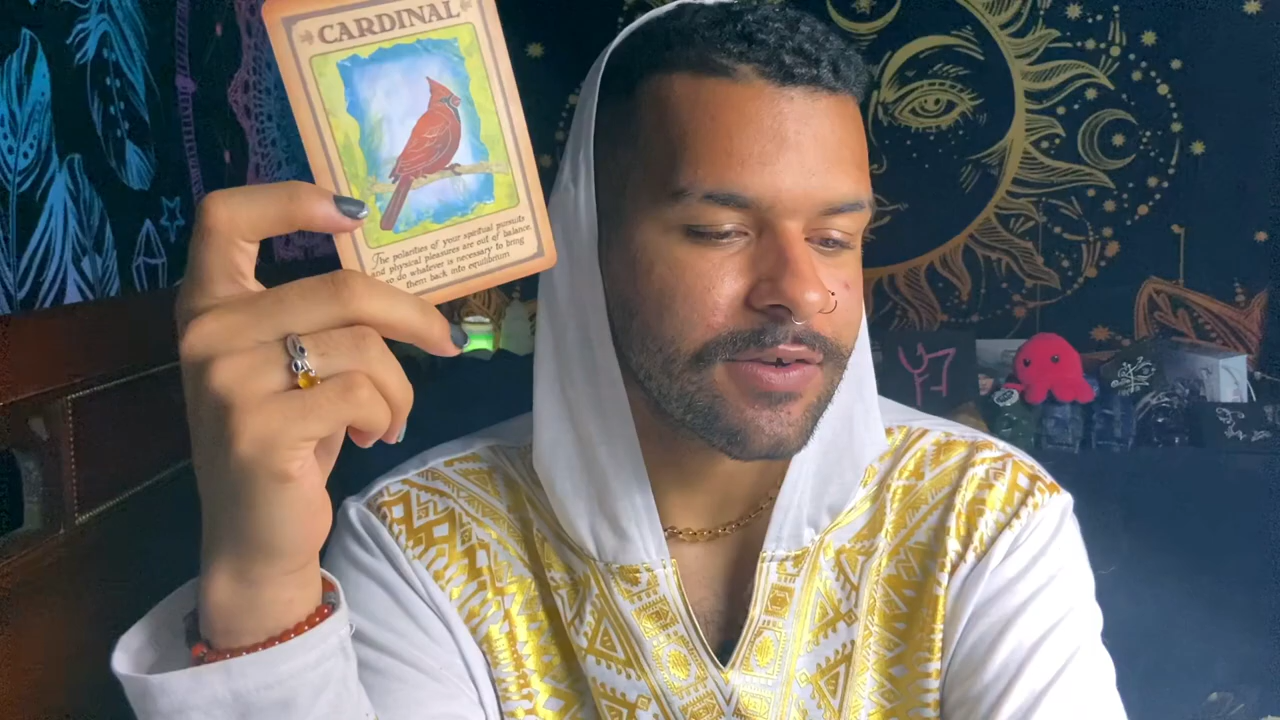 CARDINAL
The polarities of your spiritual pursuits
and physical pleasures are out of balance,
so do whatever is necessary to bring
them back into equilibrium